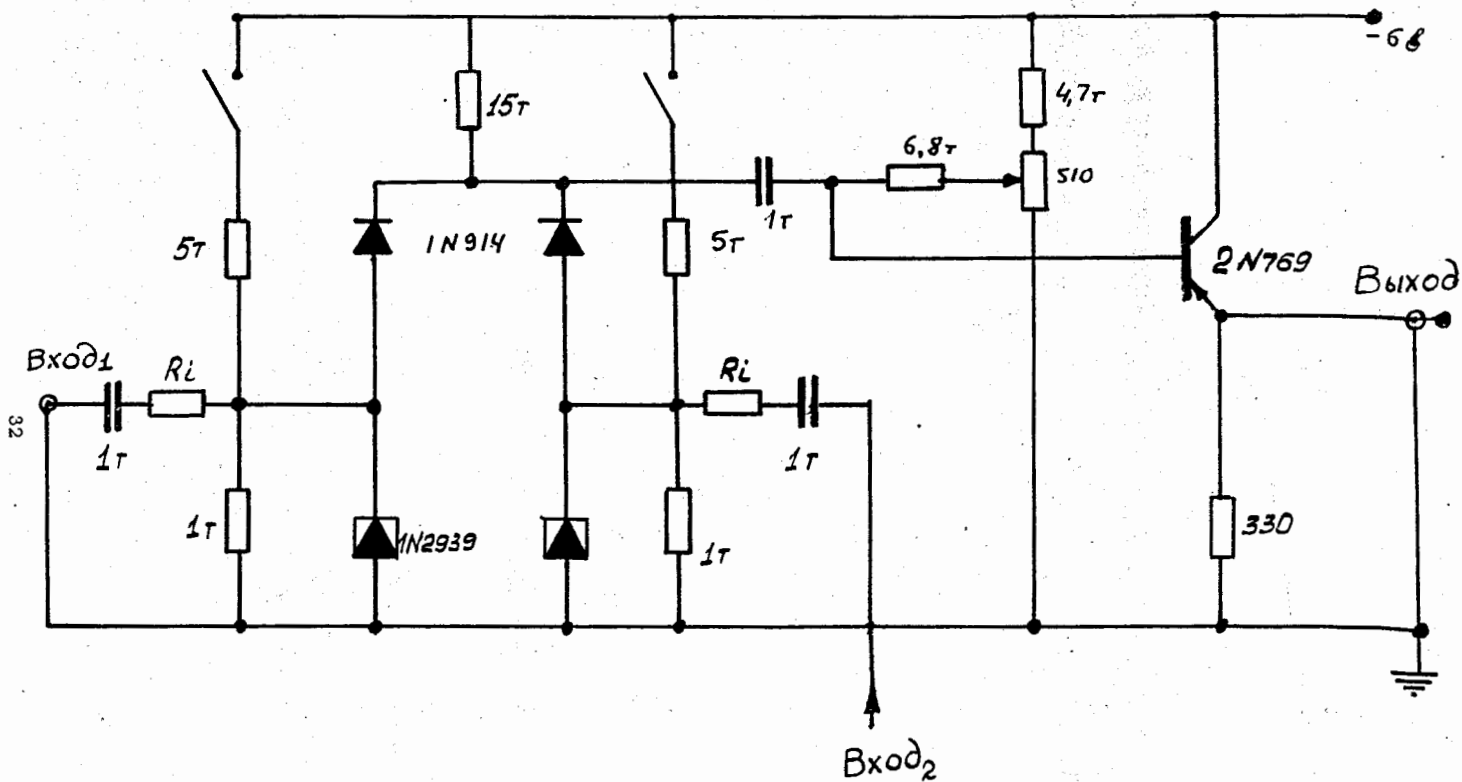 -6в
15т
4,7т
6,8т
510
1т
5т
1N914
5т
2N769
Выход
Вход1
Ri
Ri
32
1т
1т
1т
1N2939
1т
330
Вход2